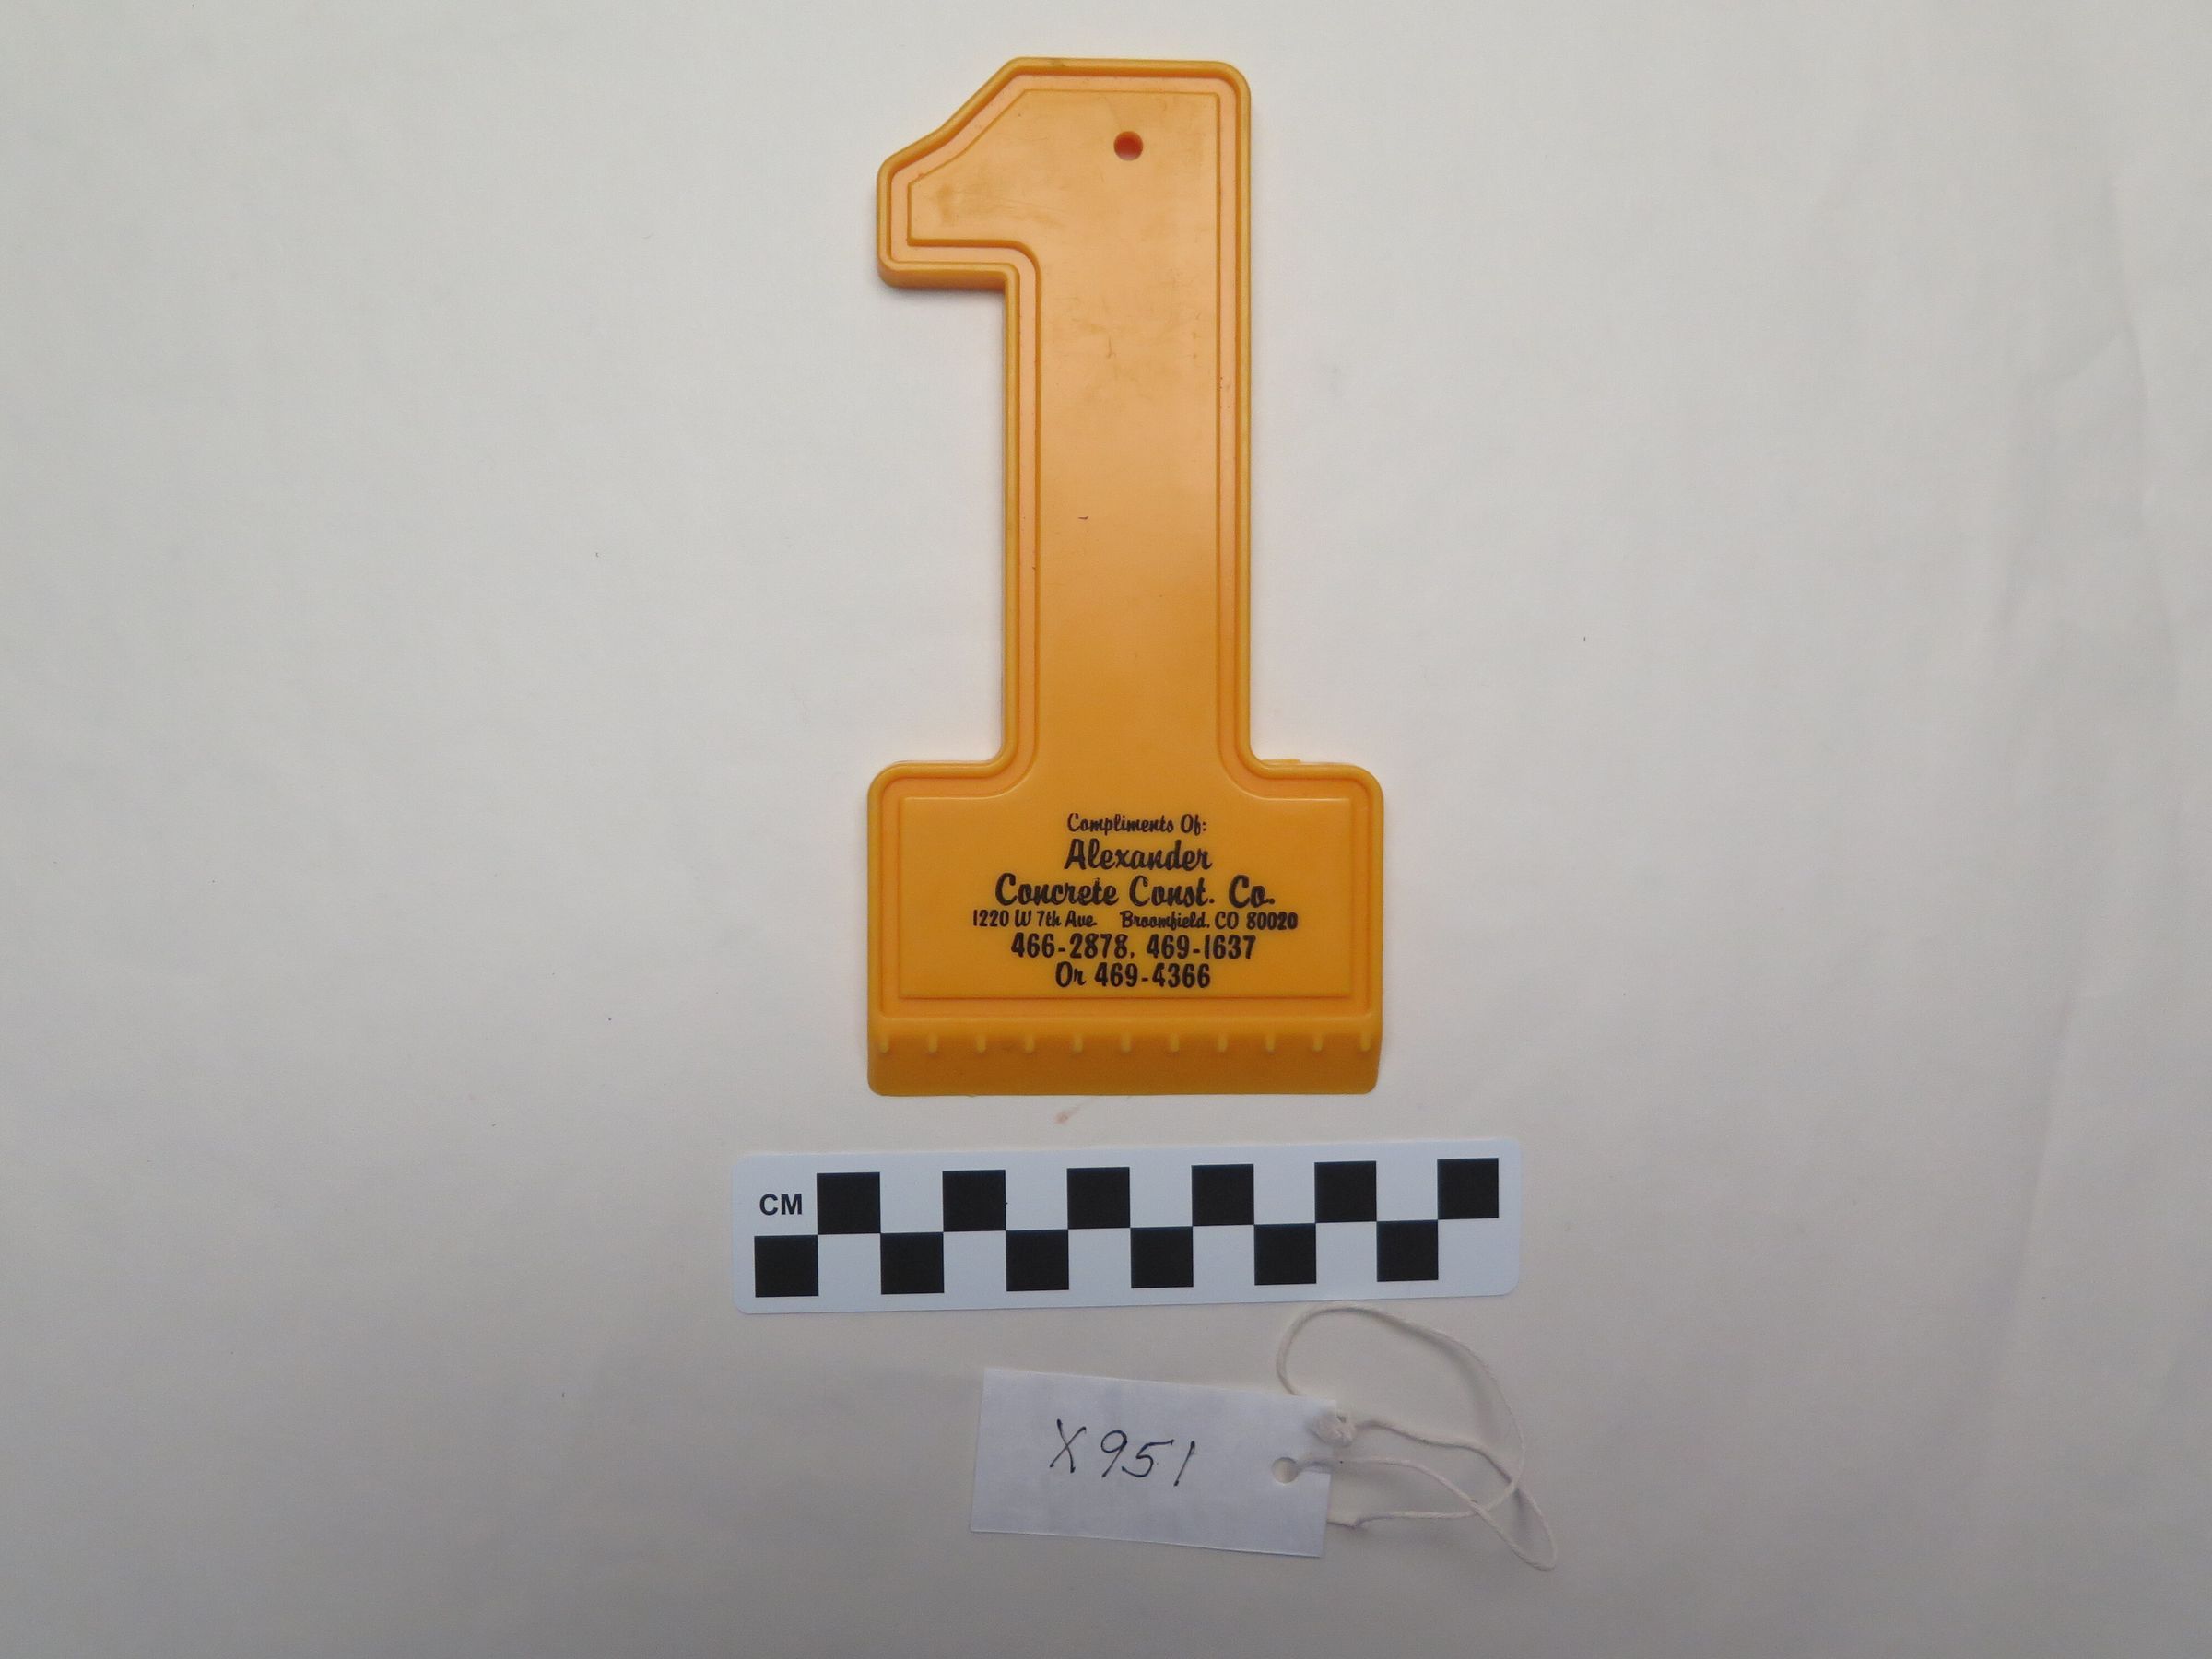 1
Compliments Of:
Alexander
Concrete Const. Co.
1220 W 7th Ave. Broomfield, CO 80020
466-2878, 469-1637
Or 469-4366
CM
X951